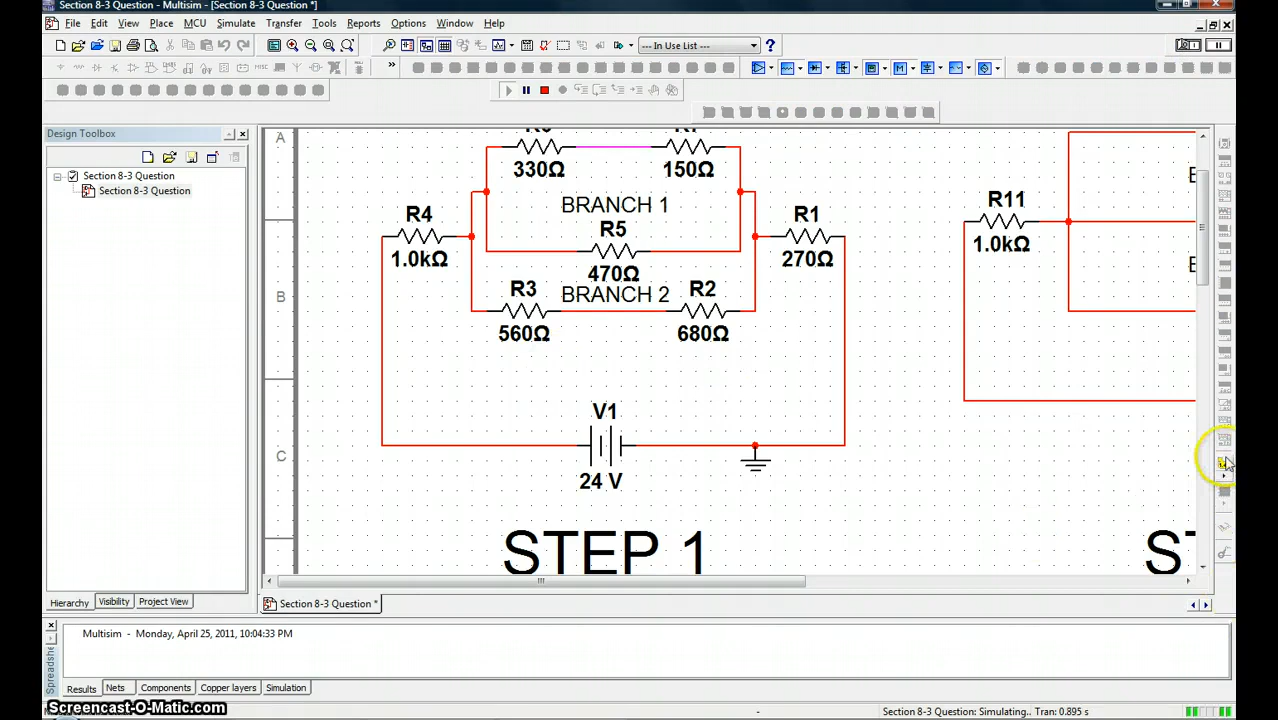 Section 8-3 Question - Multisim - [Section 8-3 Question *]
File Edit View Place MCU Simulate Transfer Tools Reports Options Window Help
--- In Use List ---
Design Toolbox
Section 8-3 Question
Section 8-3 Question
A
330Ω 150Ω
BRANCH 1
R4 R5 R1 R11
1.0kΩ 470Ω 270Ω 1.0kΩ
B R3 BRANCH 2 R2
560Ω 680Ω
V1
C
24 V
STEP 1
Hierarchy Visibility Project View
Section 8-3 Question *
Multisim - Monday, April 25, 2011, 10:04:33 PM
Results Nets Components Copper layers Simulation
Screencast-O-Matic.com
Section 8-3 Question: Simulating.. Tran: 0.895 s